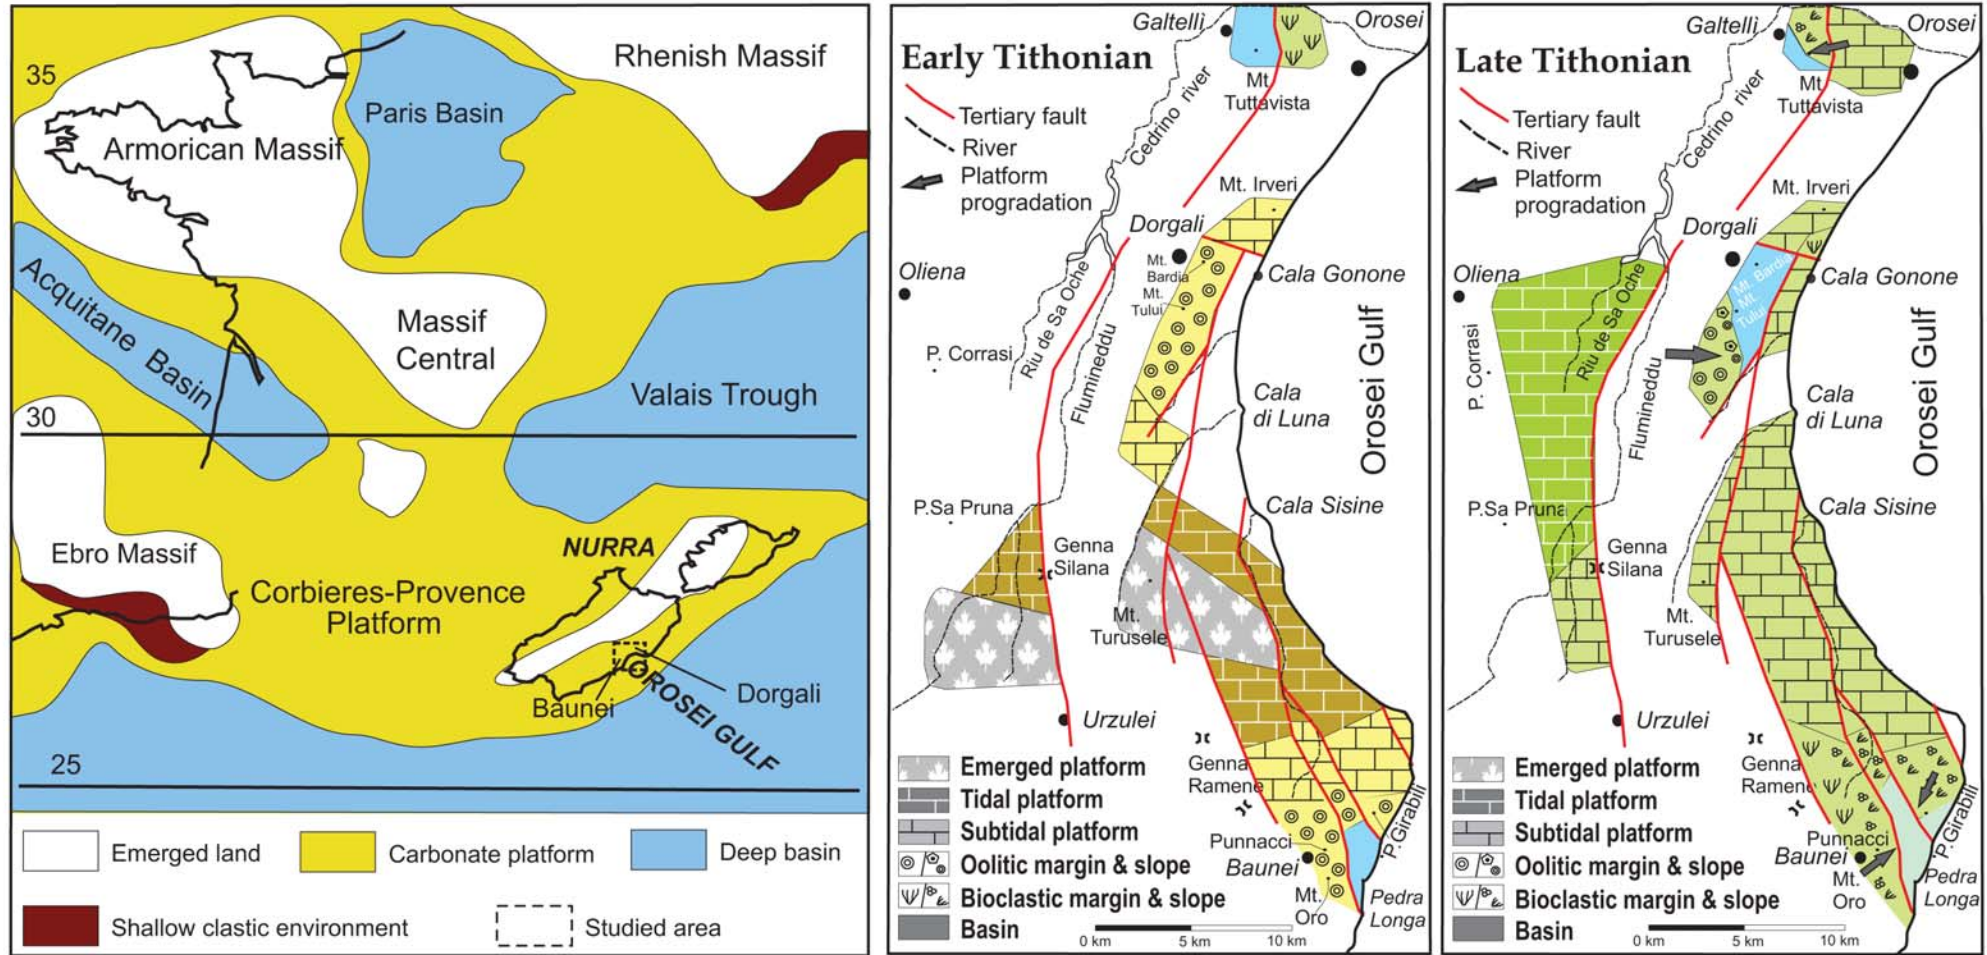 35
Rhenish Massif
Paris Basin
Armorican Massif
Acquitane Basin
Massif
Central
Valais Trough
30
Ebro Massif
NURRA
Corbieres-Provence
Platform
Baunei
Dorgali
OROSEI GULF
25
Emerged land
Carbonate platform
Deep basin
Shallow clastic environment
Studied area
Early Tithonian
Galtellì
Orosei
Tertiary fault
River
Platform
progradation
Cedrino river
Mt.
Tuttavista
Mt. Irveri
Dorgali
Oliena
Mt.
Bardia
Mt.
Tului
Cala Gonone
Riu de Sa Oche
P. Corrasi
Flumineddu
Cala
di Luna
Orosei Gulf
P.Sa Pruna
Cala Sisine
Genna
Silana
Mt.
Turusele
Urzulei
Genna
Ramene
P.Girabili
Punnacci
Baunei
Mt.
Oro
Pedra
Longa
Emerged platform
Tidal platform
Subtidal platform
Oolitic margin & slope
Bioclastic margin & slope
Basin
0 km
5 km
10 km
Late Tithonian
Galtellì
Orosei
Tertiary fault
River
Platform
progradation
Cedrino river
Mt.
Tuttavista
Mt. Irveri
Dorgali
Oliena
Mt. Bardia
Mt.
Tului
Cala Gonone
Riu de Sa Oche
P. Corrasi
Flumineddu
Cala
di Luna
Orosei Gulf
P.Sa Pruna
Cala Sisine
Genna
Silana
Mt.
Turusele
Urzulei
Genna
Ramene
P.Girabili
Punnacci
Baunei
Mt.
Oro
Pedra
Longa
Emerged platform
Tidal platform
Subtidal platform
Oolitic margin & slope
Bioclastic margin & slope
Basin
0 km
5 km
10 km